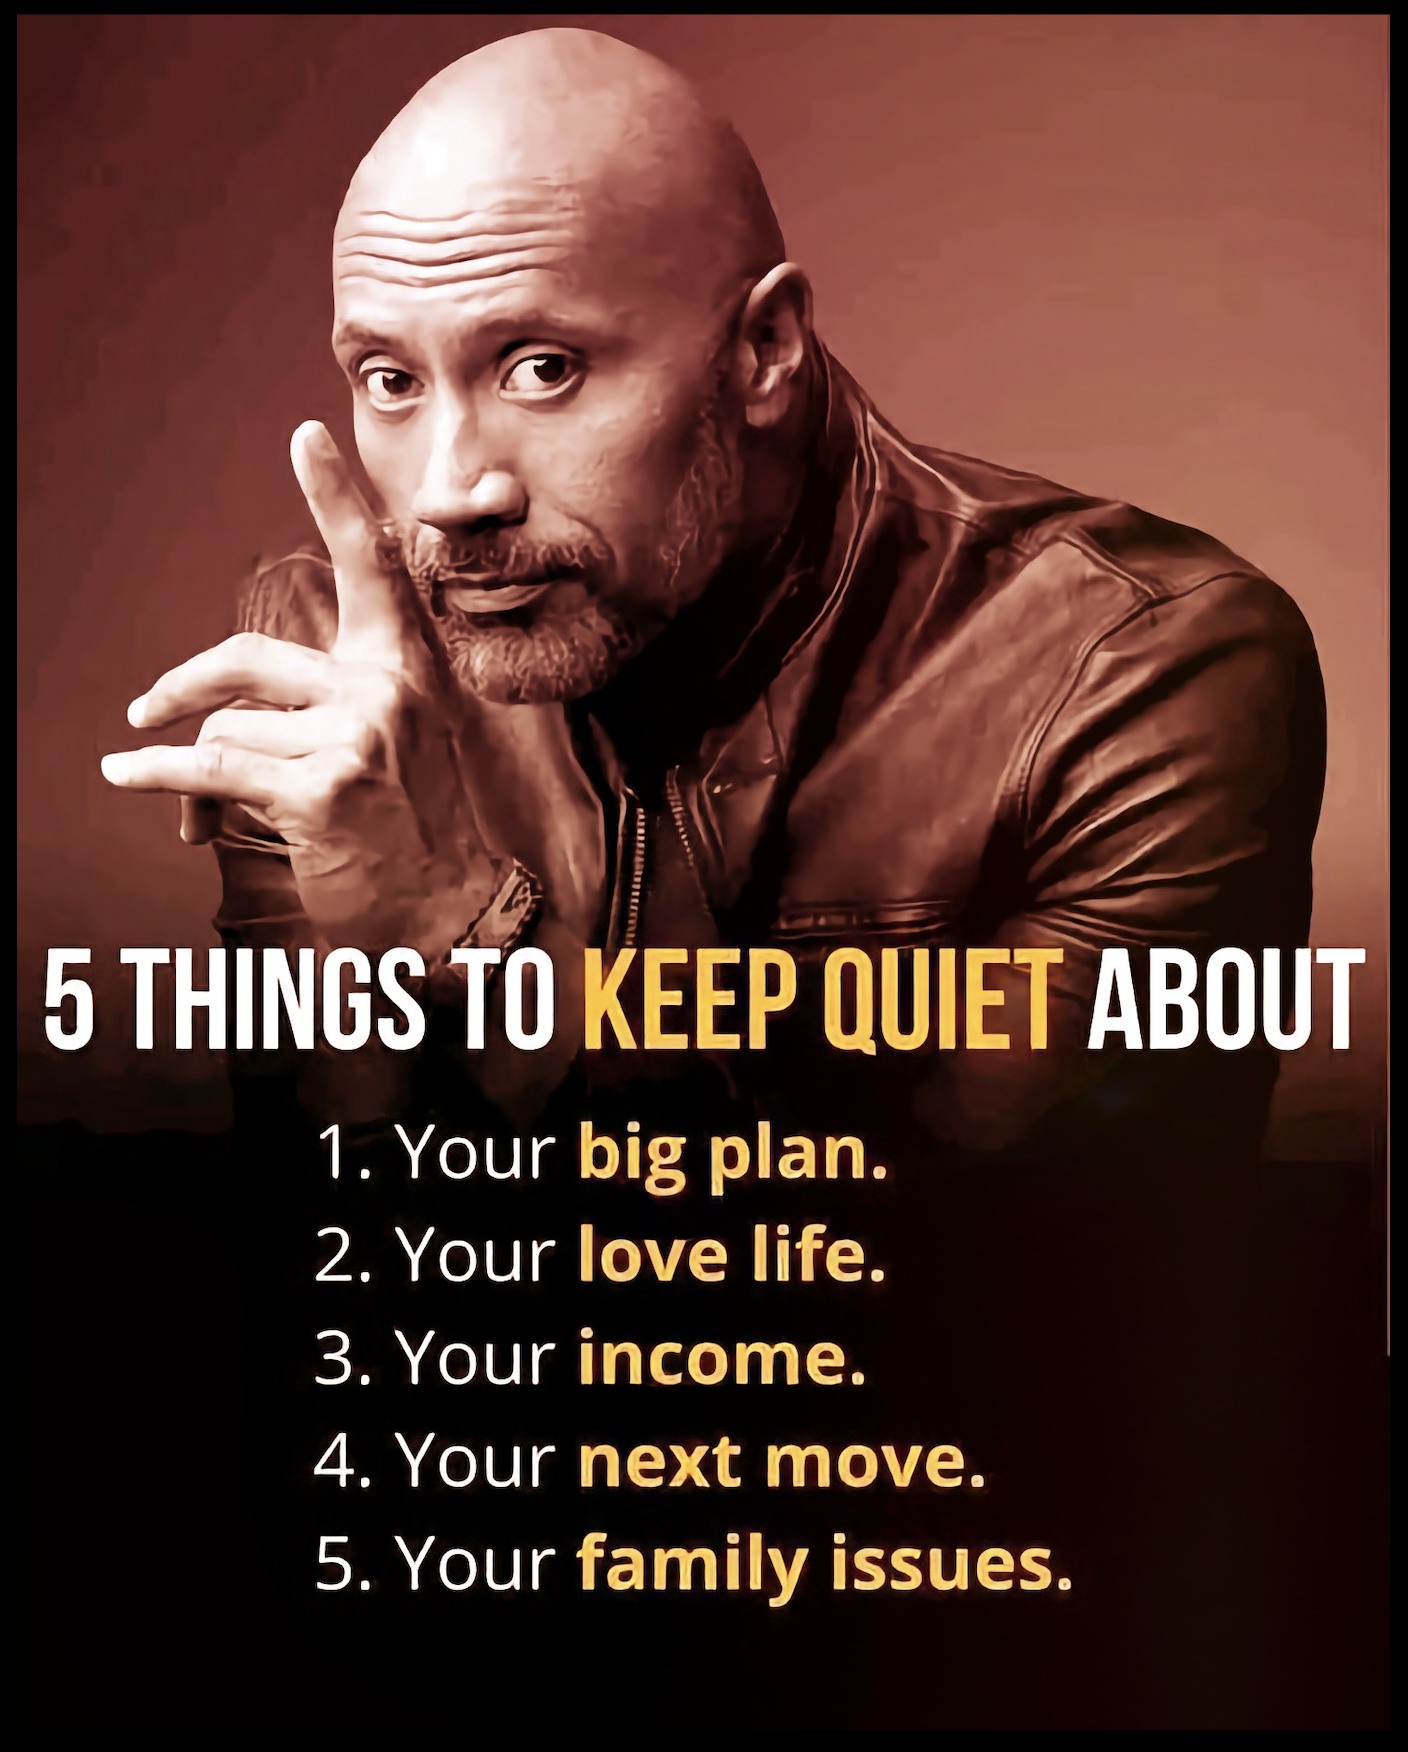 5 THINGS TO KEEP QUIET ABOUT
1. Your big plan.
2. Your love life.
3. Your income.
4. Your next move.
5. Your family issues.